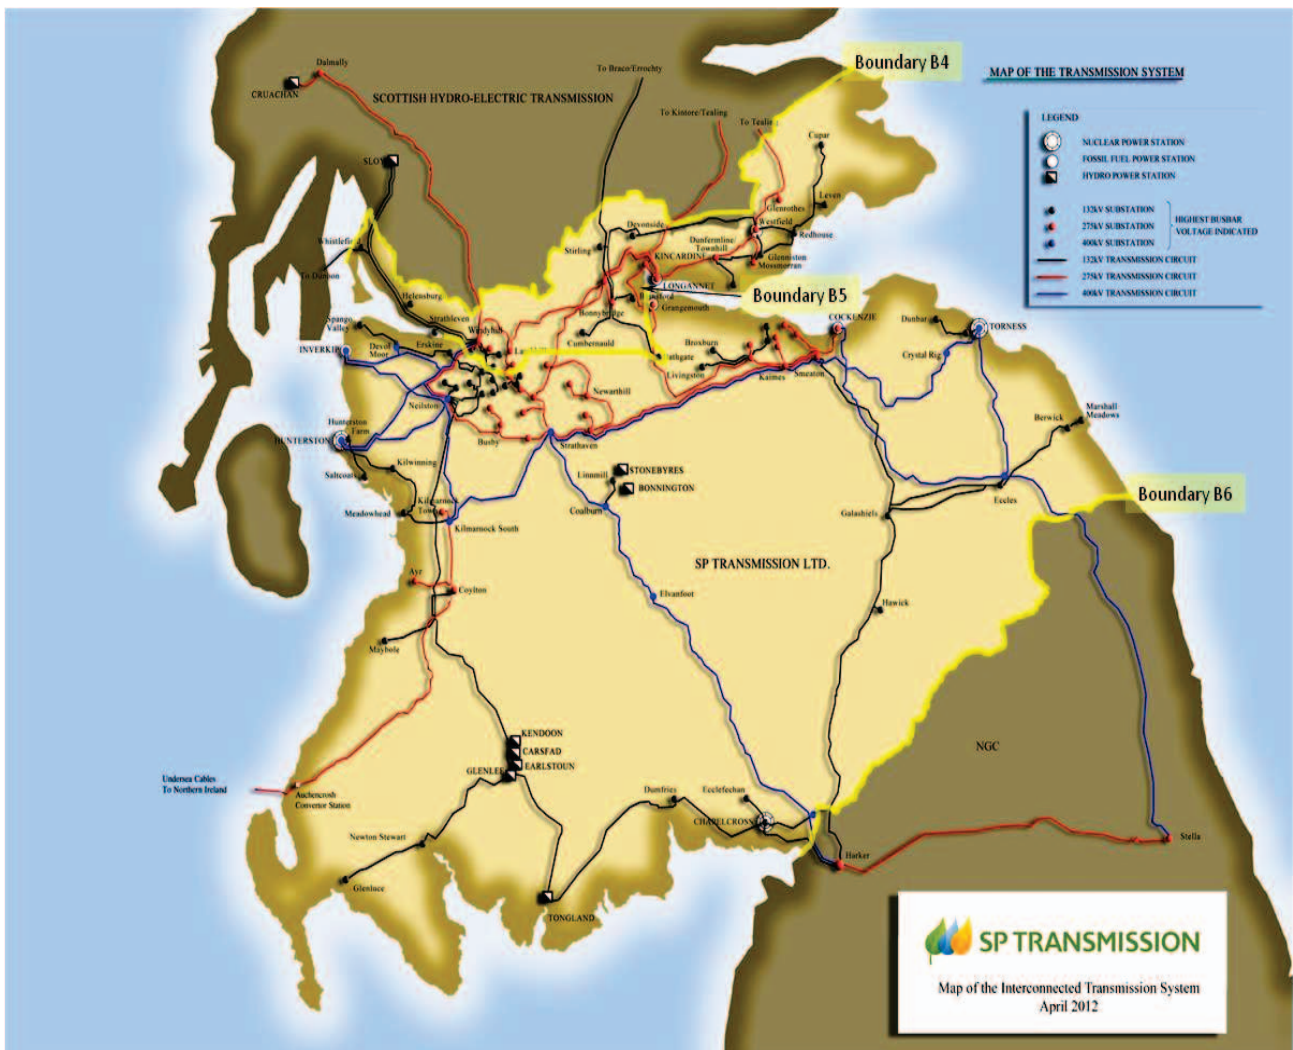 Boundary B4
MAP OF THE TRANSMISSION SYSTEM
LEGEND
NUCLEAR POWER STATION
FOSSIL FUEL POWER STATION
HYDRO POWER STATION
132kV SUBSTATION
275kV SUBSTATION
400kV SUBSTATION
HIGHEST BUSBAR
VOLTAGE INDICATED
132kV TRANSMISSION CIRCUIT
275kV TRANSMISSION CIRCUIT
400kV TRANSMISSION CIRCUIT
Dalmally
CRUACHAN
SCOTTISH HYDRO-ELECTRIC TRANSMISSION
To Braco/Errochty
To Kintore/Tealing
To Tealing
Cupar
SLOY
Leven
Glenrothes
Westfield
Redhouse
Devonside
Stirling
Dunfermline/
Townhill
Glenniston
Mossmorran
KINCARDINE
LONGANNET
Whistlefield
To Dunoon
Boundary B5
Grangemouth
Bonnybridge
Cumbernauld
Helensburg
Strathleven
Spango
Valley
Windyhill
INVERKIP
Devol
Moor
Erskine
Broxburn
Bathgate
Livingston
Kaimes
Smeaton
COCKENZIE
Dunbar
TORNESS
Crystal Rig
Newarthill
Neilston
Busby
Strathaven
Hunterston
Farm
HUNTERSTON
Saltcoats
Kilwinning
Marshall
Meadows
Berwick
Linnmill
STONEBYRES
BONNINGTON
Coalburn
Meadowhead
Kilmarnock
Town
Kilmarnock South
Eccles
Galashiels
Boundary B6
SP TRANSMISSION LTD.
Ayr
Coylton
Elvanfoot
Hawick
Maybole
KENDOON
CARSFAD
EARLSTOUN
GLENLEE
NGC
Undersea Cables
To Northern Ireland
Auchencrosh
Convertor Station
Dumfries
Ecclefechan
CHAPELCROSS
Newton Stewart
Glenluce
TONGLAND
Harker
Stella
SP TRANSMISSION
Map of the Interconnected Transmission System
April 2012